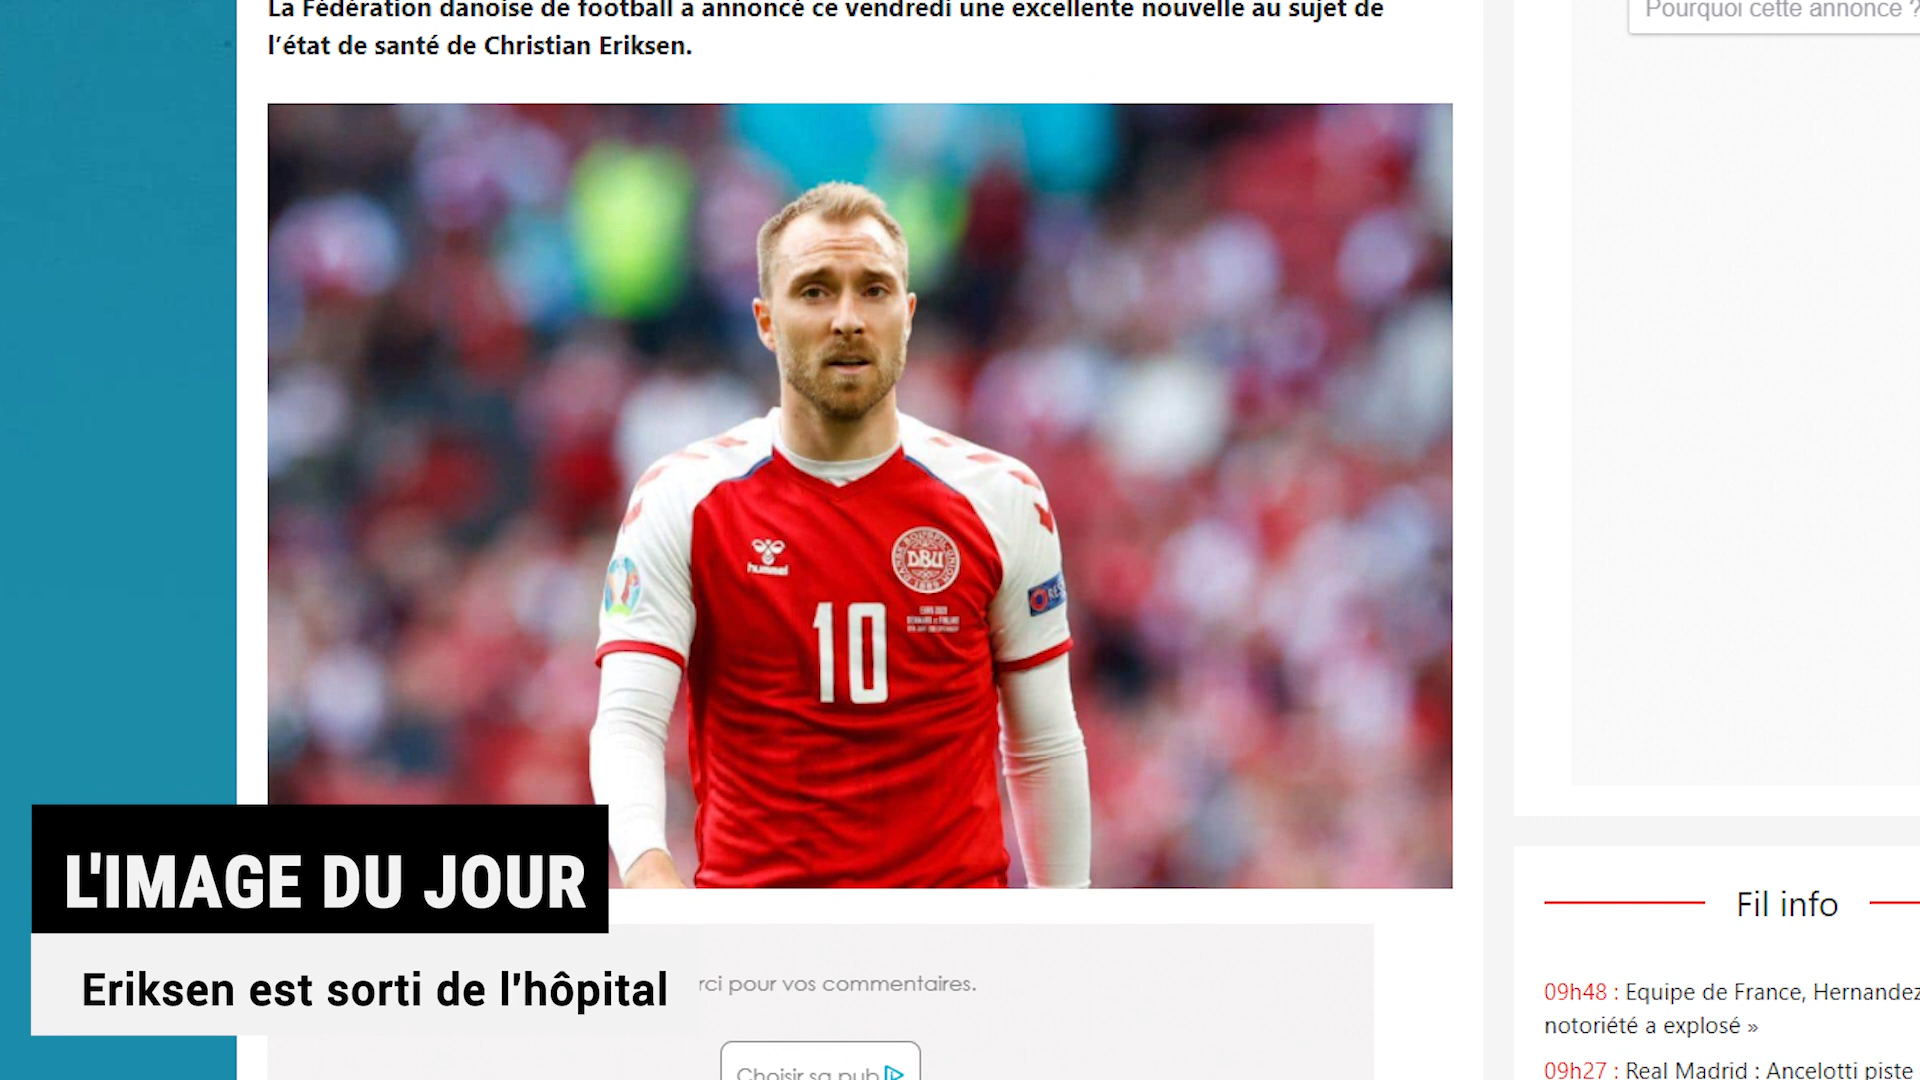 La Fédération danoise de football a annoncé ce vendredi une excellente nouvelle au sujet de
l'état de santé de Christian Eriksen.
Pourquoi cette annonce ?
hummel
DBU
10
L'IMAGE DU JOUR
Eriksen est sorti de l'hôpital
rci pour vos commentaires.
Choisir sa pub
Fil info
09h48 : Equipe de France, Hernandez
notoriété a explosé »
09h27 : Real Madrid : Ancelotti piste